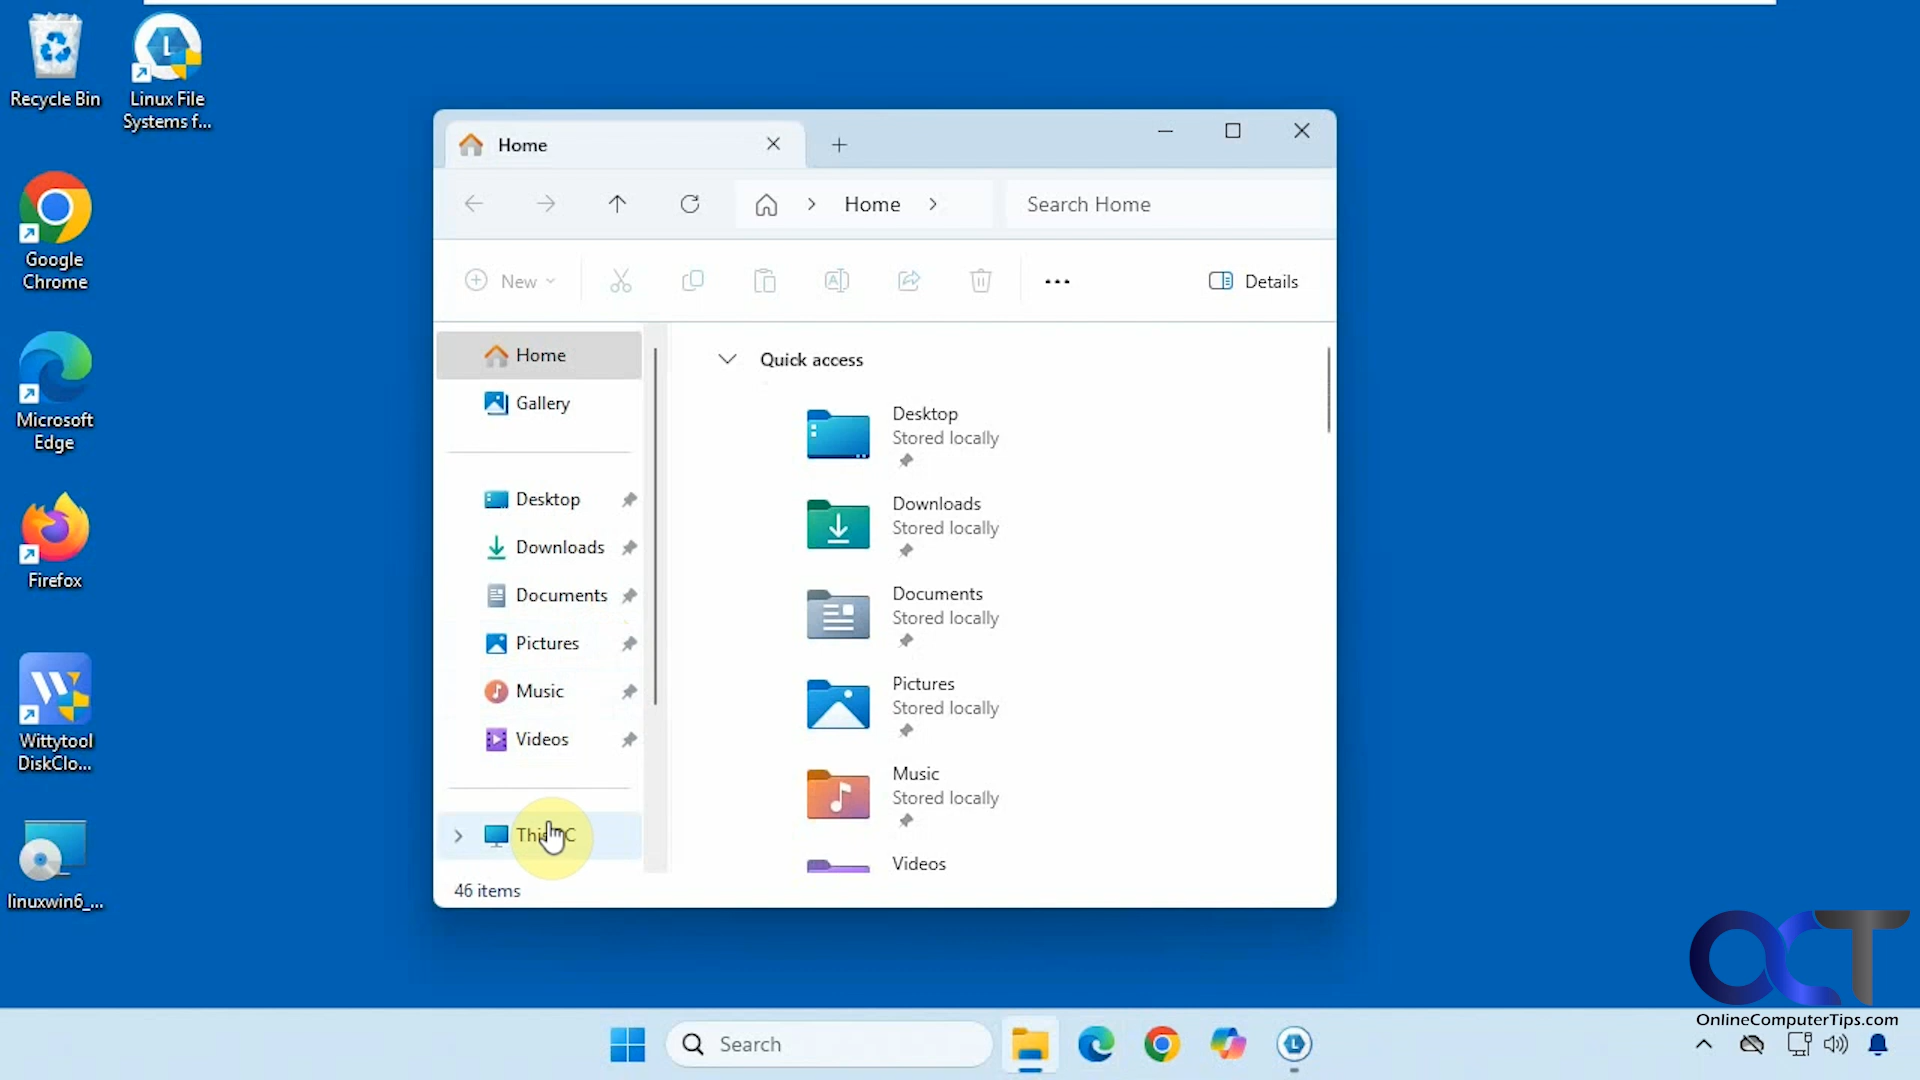 Recycle Bin
Linux File
Systems f...
Google
Chrome
Microsoft
Edge
Firefox
Wittytool
DiskClo...
linuxwin6_...
Home
Home
Search Home
New
Details
Home
Gallery
Desktop
Downloads
Documents
Pictures
Music
Videos
46 items
Quick access
Desktop
Stored locally
Downloads
Stored locally
Documents
Stored locally
Pictures
Stored locally
Music
Stored locally
Videos
OCT
OnlineComputerTips.com
Search